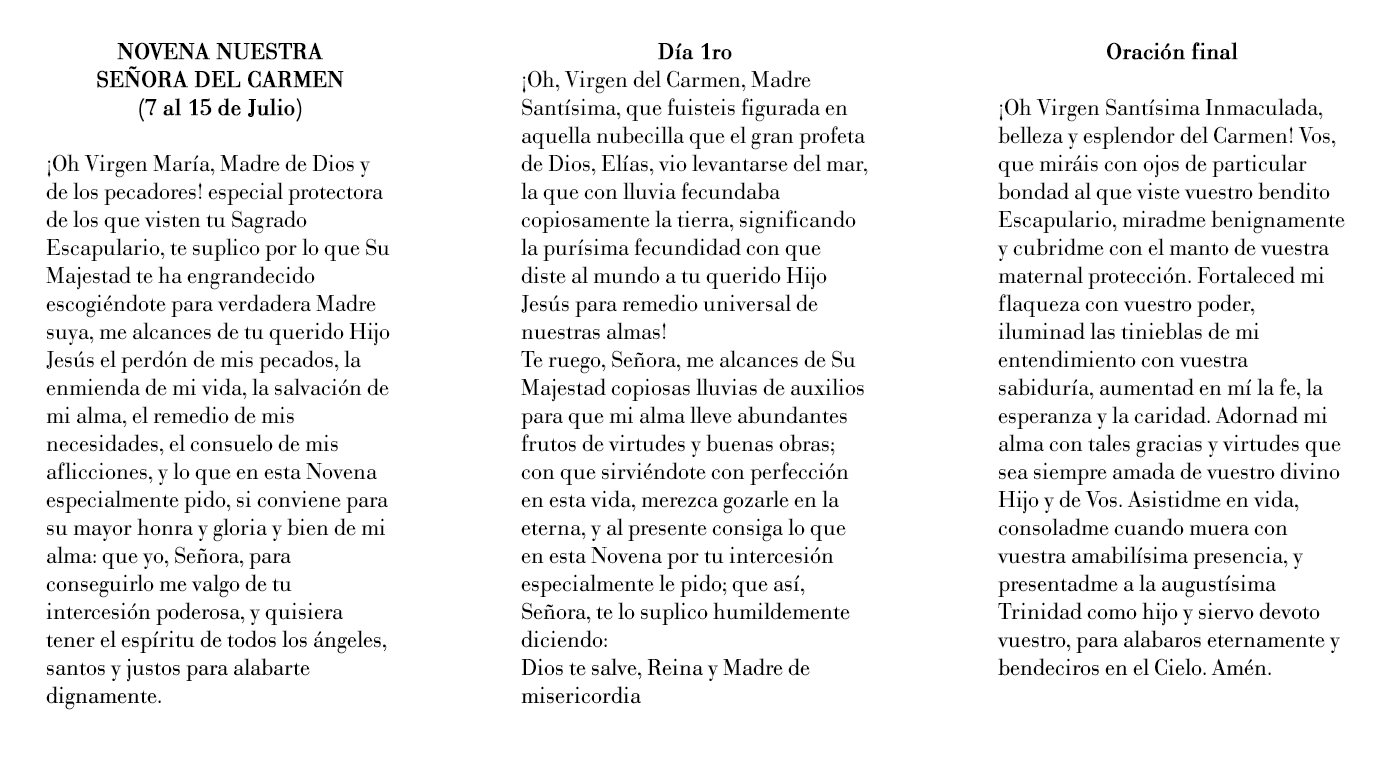 NOVENA NUESTRA
SEÑORA DEL CARMEN
(7 al 15 de Julio)
¡Oh Virgen María, Madre de Dios y
de los pecadores! especial protectora
de los que visten tu Sagrado
Escapulario, te suplico por lo que Su
Majestad te ha engrandecido
escogiéndote para verdadera Madre
suya, me alcances de tu querido Hijo
Jesús el perdón de mis pecados, la
enmienda de mi vida, la salvación de
mi alma, el remedio de mis
necesidades, el consuelo de mis
aflicciones, y lo que en esta Novena
especialmente pido, si conviene para
su mayor honra y gloria y bien de mi
alma: que yo, Señora, para
conseguirlo me valgo de tu
intercesión poderosa, y quisiera
tener el espíritu de todos los ángeles,
santos y justos para alabarte
dignamente.
Día 1ro
¡Oh, Virgen del Carmen, Madre
Santísima, que fuisteis figurada en
aquella nubecilla que el gran profeta
de Dios, Elías, vio levantarse del mar,
la que con lluvia fecundaba
copiosamente la tierra, significando
la purísima fecundidad con que
diste al mundo a tu querido Hijo
Jesús para remedio universal de
nuestras almas!
Te ruego, Señora, me alcances de Su
Majestad copiosas lluvias de auxilios
para que mi alma lleve abundantes
frutos de virtudes y buenas obras;
con que sirviéndote con perfección
en esta vida, merezca gozarle en la
eterna, y al presente consiga lo que
en esta Novena por tu intercesión
especialmente le pido; que así,
Señora, te lo suplico humildemente
diciendo:
Dios te salve, Reina y Madre de
misericordia
Oración final
¡Oh Virgen Santísima Inmaculada,
belleza y esplendor del Carmen! Vos,
que miráis con ojos de particular
bondad al que viste vuestro bendito
Escapulario, miradme benignamente
y cubridme con el manto de vuestra
maternal protección. Fortaleced mi
flaqueza con vuestro poder,
iluminad las tinieblas de mi
entendimiento con vuestra
sabiduría, aumentad en mí la fe, la
esperanza y la caridad. Adornad mi
alma con tales gracias y virtudes que
sea siempre amada de vuestro divino
Hijo y de Vos. Asistidme en vida,
consoladme cuando muera con
vuestra amabilísima presencia, y
presentadme a la augustísima
Trinidad como hijo y siervo devoto
vuestro, para alabaros eternamente y
bendeciros en el Cielo. Amén.